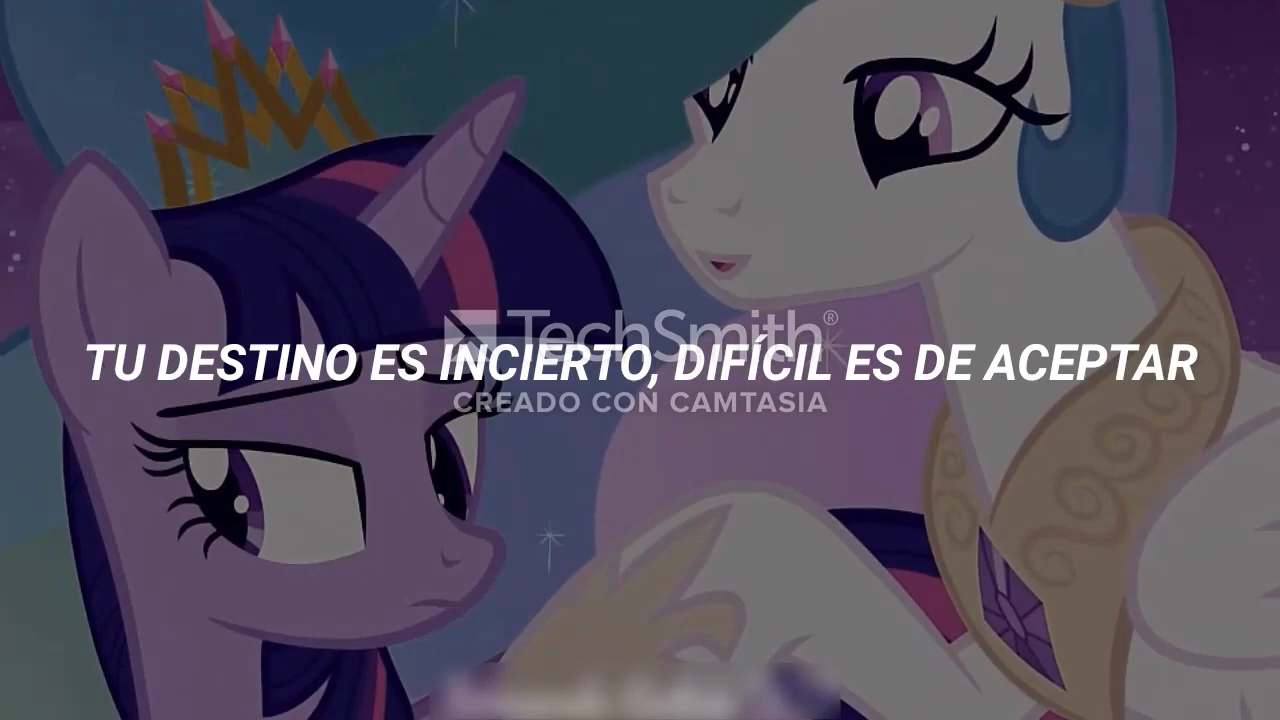 TechSmith®
TU DESTINO ES INCIERTO, DIFÍCIL ES DE ACEPTAR
CREADO CON CAMTASIA